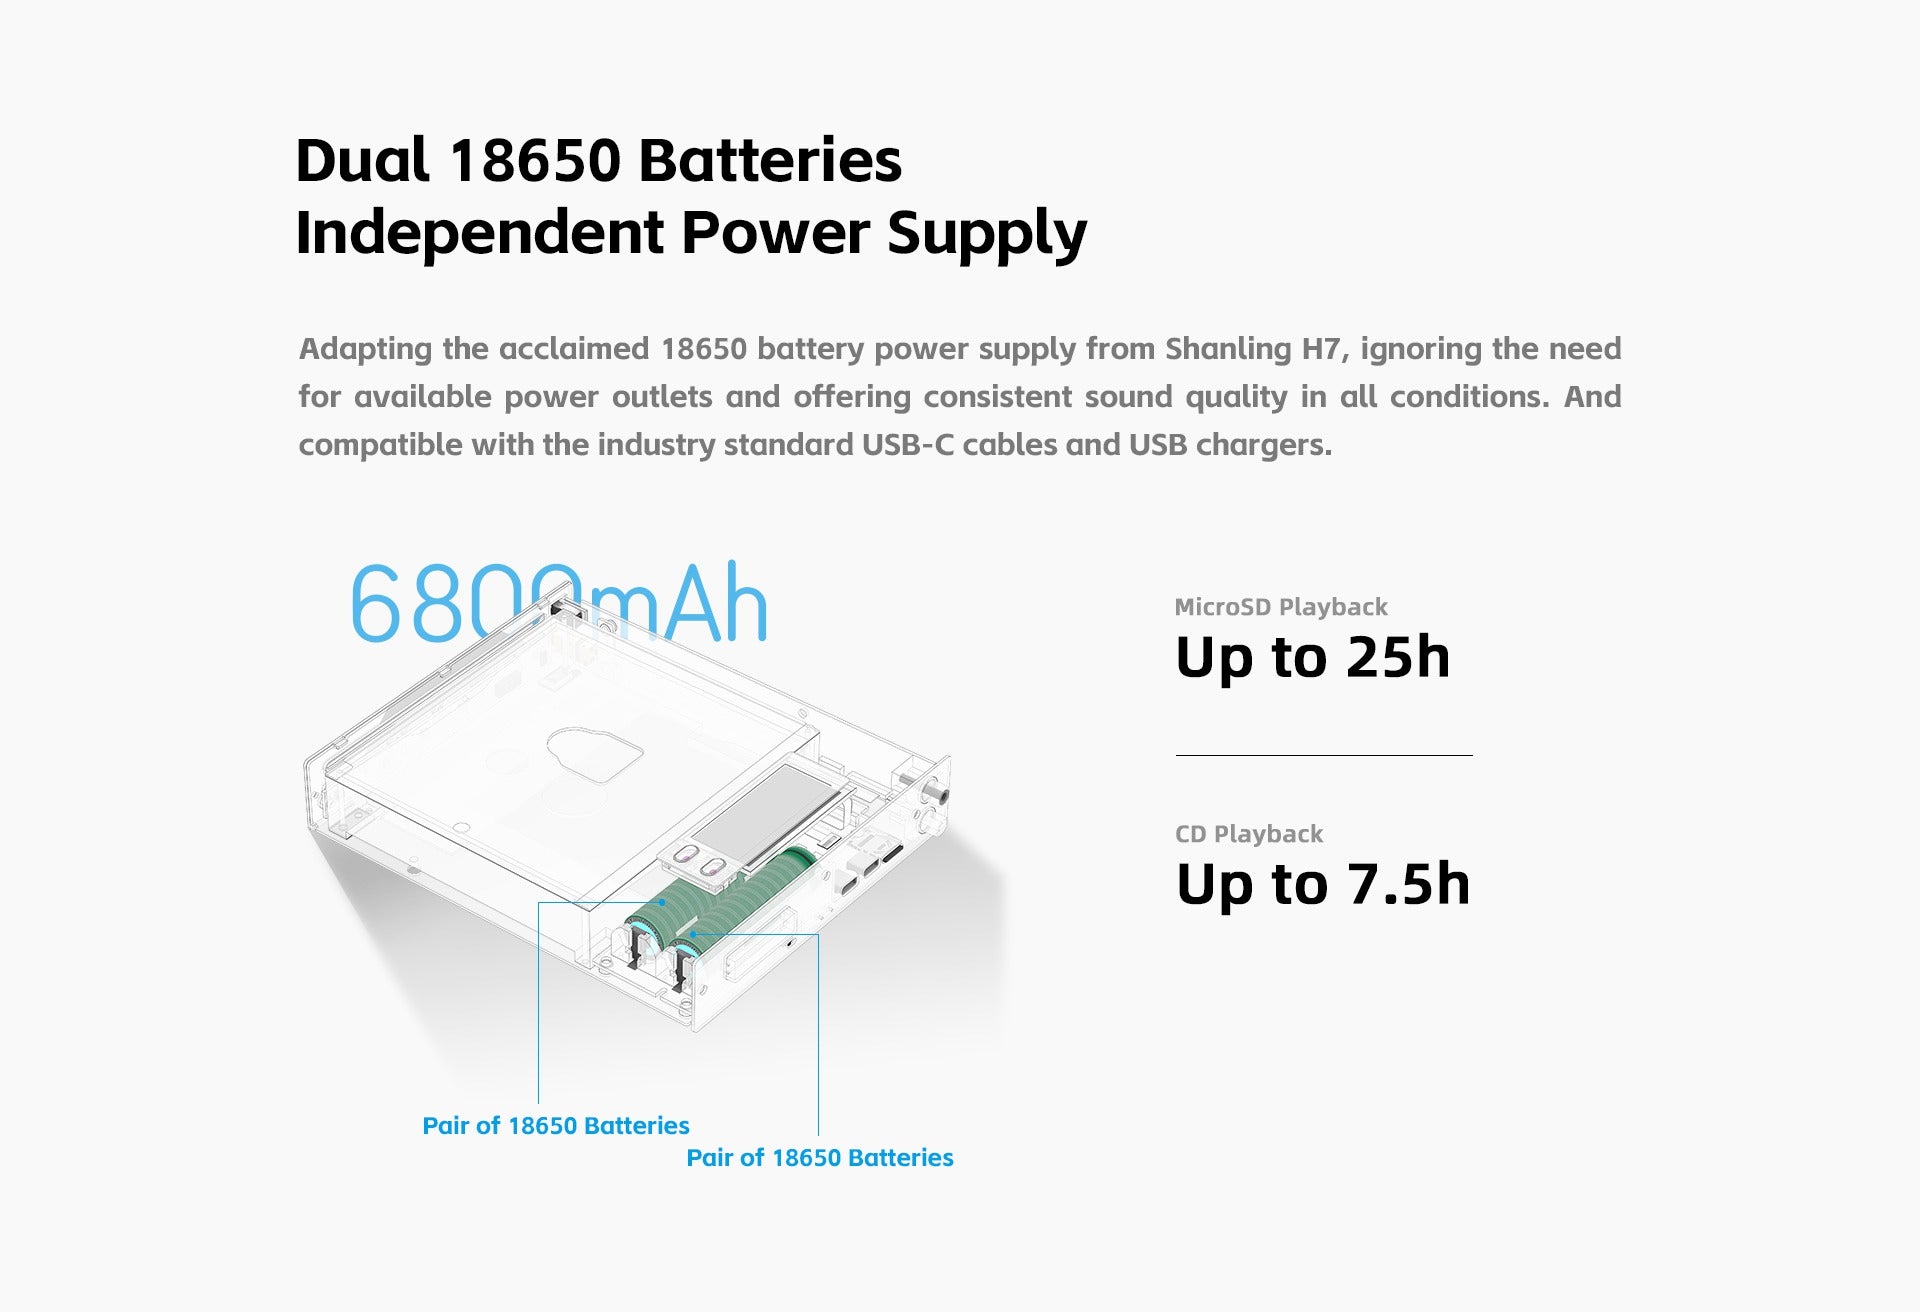 Dual 18650 Batteries
Independent Power Supply
Adapting the acclaimed 18650 battery power supply from Shanling H7, ignoring the need
for available power outlets and offering consistent sound quality in all conditions. And
compatible with the industry standard USB-C cables and USB chargers.
6800mAh
MicroSD Playback
Up to 25h
CD Playback
Up to 7.5h
Pair of 18650 Batteries
Pair of 18650 Batteries